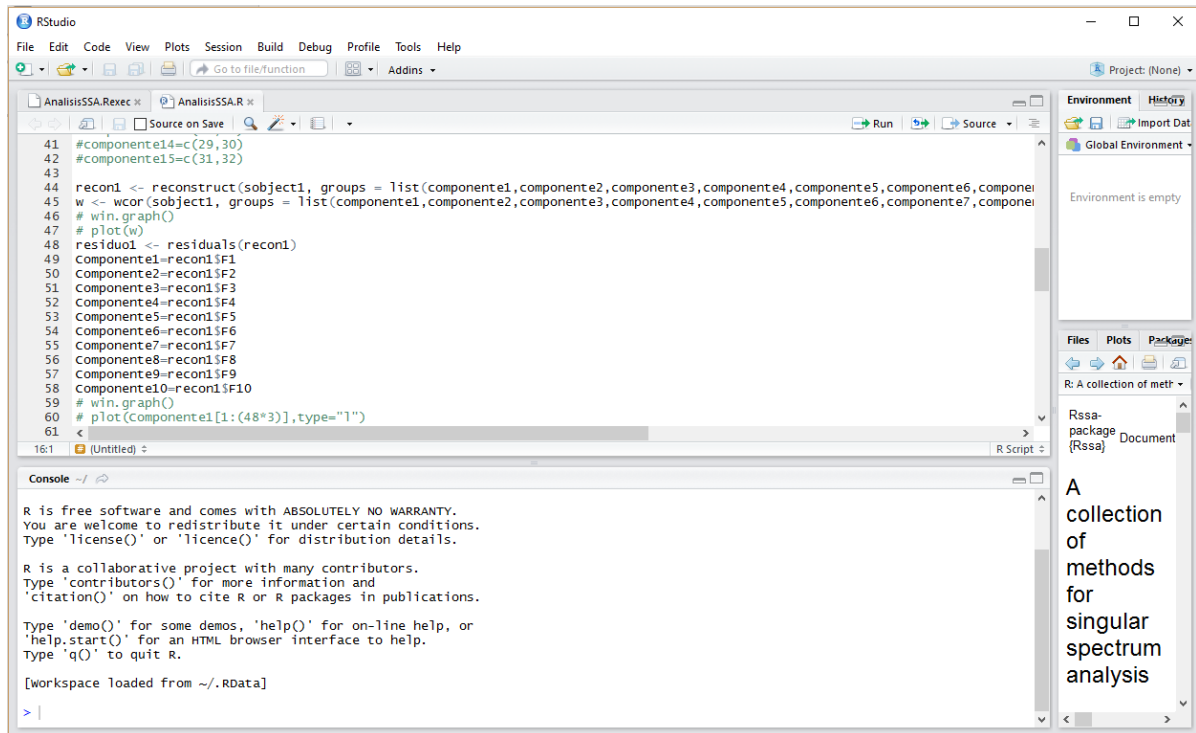 RStudio
File Edit Code View Plots Session Build Debug Profile Tools Help
Go to file/function
Addins
Project: (None)
AnalisisSSA.Rexec
AnalisisSSA.R
Source on Save
Run
Source
41 #componente14=c(29,30)
42 #componente15=c(31,32)
43
44 recon1 <- reconstruct(sobject1, groups = list(componente1,componente2,componente3,componente4,componente5,componente6,componen
45 w <- wcor(sobject1, groups = list(componente1,componente2,componente3,componente4,componente5,componente6,componente7,componen
46 # win.graph()
47 # plot(w)
48 residuo1 <- residuals(recon1)
49 Componente1=recon1$F1
50 Componente2=recon1$F2
51 Componente3=recon1$F3
52 Componente4=recon1$F4
53 Componente5=recon1$F5
54 Componente6=recon1$F6
55 Componente7=recon1$F7
56 Componente8=recon1$F8
57 Componente9=recon1$F9
58 Componente10=recon1$F10
59 # win.graph()
60 # plot(Componente1[1:(48*3)],type="l")
61
16:1 (Untitled) R Script
Console ~/
R is free software and comes with ABSOLUTELY NO WARRANTY.
You are welcome to redistribute it under certain conditions.
Type 'license()' or 'licence()' for distribution details.
R is a collaborative project with many contributors.
Type 'contributors()' for more information and
'citation()' on how to cite R or R packages in publications.
Type 'demo()' for some demos, 'help()' for on-line help, or
'help.start()' for an HTML browser interface to help.
Type 'q()' to quit R.
[Workspace loaded from ~/.RData]
>
Environment History
Import Dat
Global Environment
Environment is empty
Files Plots Packages
R: A collection of meth
Rssa-
package
{Rssa}
Document
A
collection
of
methods
for
singular
spectrum
analysis